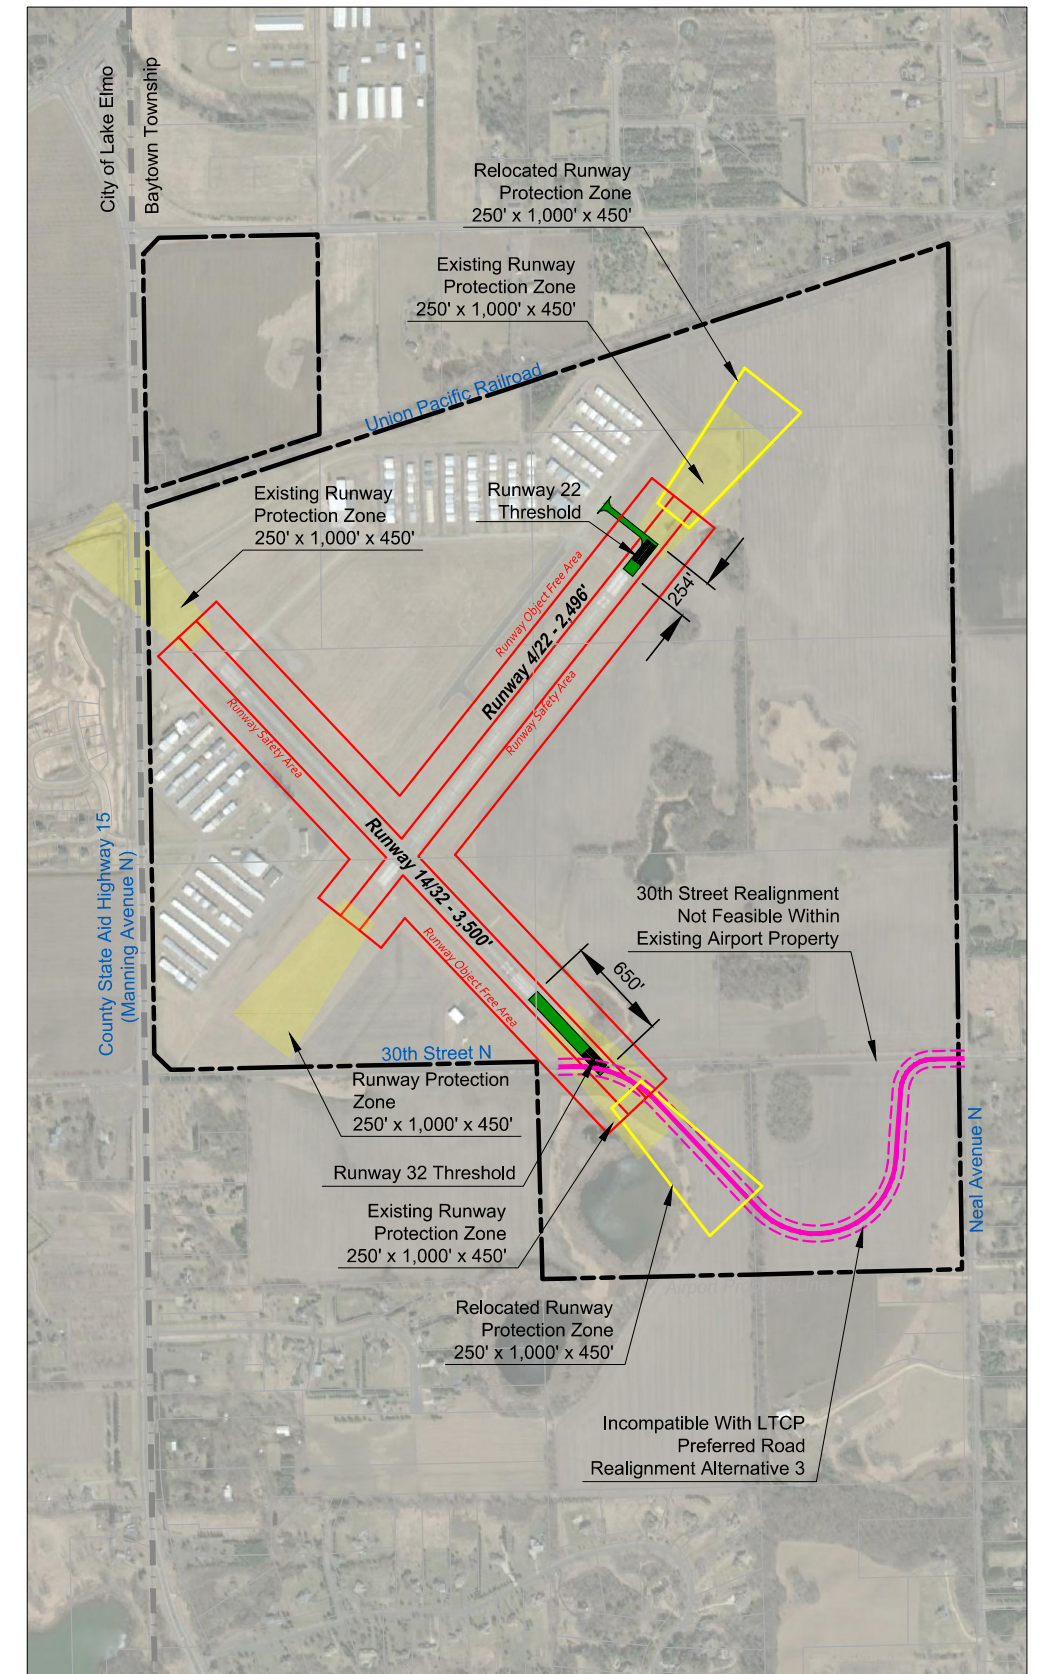 City of Lake Elmo
Baytown Township
Relocated Runway
Protection Zone
250' x 1,000' x 450'
Existing Runway
Protection Zone
250' x 1,000' x 450'
Union Pacific Railroad
Existing Runway
Protection Zone
250' x 1,000' x 450'
Runway 22
Threshold
Runway Object Free Area
Runway 4/22 - 2,496'
Runway Safety Area
254'
Runway Safety Area
Runway 14/32 - 3,500'
Runway Object Free Area
County State Aid Highway 15
(Manning Avenue N)
30th Street Realignment
Not Feasible Within
Existing Airport Property
650'
30th Street N
Runway Protection
Zone
250' x 1,000' x 450'
Runway 32 Threshold
Existing Runway
Protection Zone
250' x 1,000' x 450'
Neal Avenue N
Relocated Runway
Protection Zone
250' x 1,000' x 450'
Incompatible With LTCP
Preferred Road
Realignment Alternative 3